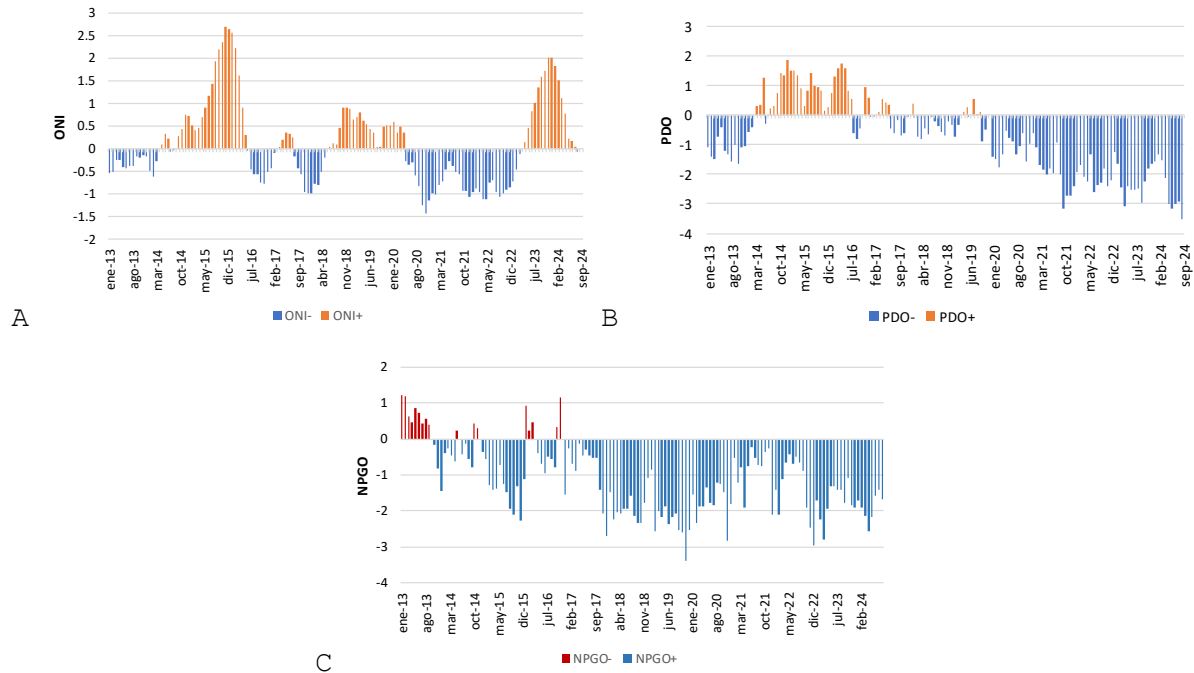 3
2.5
2
1.5
1
0.5
0
-0.5
-1
-1.5
-2
ONI
ene-13
ago-13
mar-14
oct-14
may-15
dic-15
jul-16
feb-17
sep-17
abr-18
nov-18
jun-19
ene-20
ago-20
mar-21
oct-21
may-22
dic-22
jul-23
feb-24
sep-24
ONI- ONI+
A
3
2
1
0
-1
-2
-3
-4
PDO
ene-13
ago-13
mar-14
oct-14
may-15
dic-15
jul-16
feb-17
sep-17
abr-18
nov-18
jun-19
ene-20
ago-20
mar-21
oct-21
may-22
dic-22
jul-23
feb-24
sep-24
PDO- PDO+
B
2
1
0
-1
-2
-3
-4
NPGO
ene-13
ago-13
mar-14
oct-14
may-15
dic-15
jul-16
feb-17
sep-17
abr-18
nov-18
jun-19
ene-20
ago-20
mar-21
oct-21
may-22
dic-22
jul-23
feb-24
NPGO- NPGO+
C